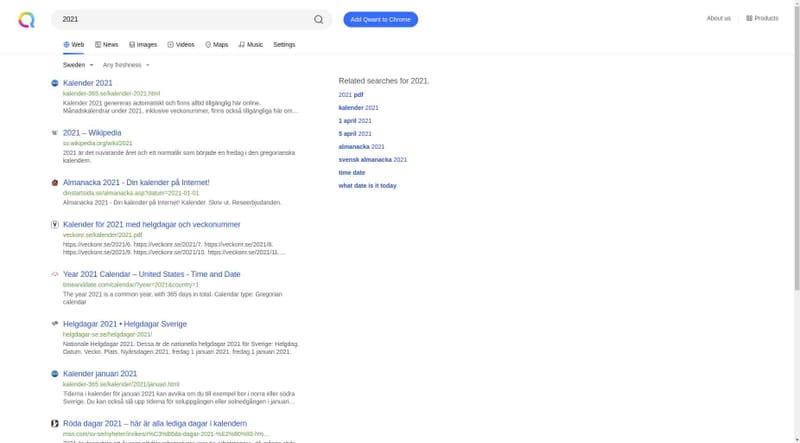 2021
Add Qwant to Chrome
About us
Products
Web
News
Images
Videos
Maps
Music
Settings
Sweden
Any freshness
Kalender 2021
kalender-365.se/kalender-2021.html
Kalender 2021 genereras automatiskt och finns alltid tillgänglig här online.
Månadskalendrar under 2021, inklusive veckonummer, finns också tillgängliga här om…
2021 – Wikipedia
sv.wikipedia.org/wiki/2021
2021 är det nuvarande året och ett normalår som började en fredag i den gregorianska
kalendern.
Almanacka 2021 - Din kalender på Internet!
dinstartsida.se/almanacka.asp?datum=2021-01-01
Almanacka 2021 - Din kalender på Internet! Kalender. Skriv ut. Reseerbjudanden.
Kalender för 2021 med helgdagar och veckonummer
veckonr.se/kalender/2021.pdf
https://veckonr.se/2021/6. https://veckonr.se/2021/7. https://veckonr.se/2021/8.
https://veckonr.se/2021/9. https://veckonr.se/2021/10. https://veckonr.se/2021/11.…
Year 2021 Calendar – United States - Time and Date
timeanddate.com/calendar/?year=2021&country=1
The year 2021 is a common year, with 365 days in total. Calendar type: Gregorian
calendar
Helgdagar 2021 • Helgdagar Sverige
helgdagar-se.se/helgdagar-2021/
Nationale Helgdagar 2021. Dessa är de nationella helgdagar 2021 för Sverige: Helgdag.
Datum. Vecko. Plats. Nyårsdagen 2021. fredag 1 januari 2021. fredag 1 januari 2021.
Kalender januari 2021
kalender-365.se/kalender/2021/januari.html
Tiderna i kalender för januari 2021 kan avvika om du till exempel bor i norra eller södra
Sverige. Du kan också slå upp tiderna för soluppgången eller solnedgången i januari…
Röda dagar 2021 – här är alla lediga dagar i kalendern
Related searches for 2021.
2021 pdf
kalender 2021
1 april 2021
5 april 2021
almanacka 2021
svensk almanacka 2021
time date
what date is it today